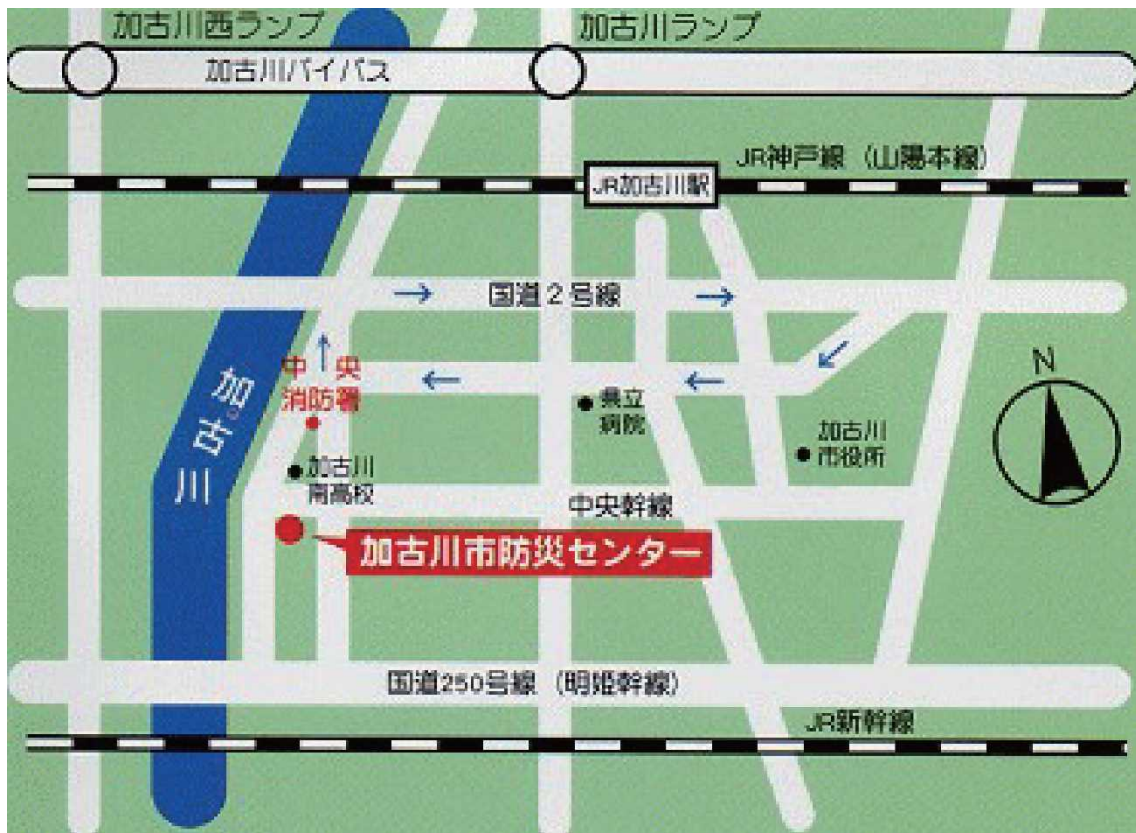 加古川西ランプ
加古川ランプ
加古川バイパス
JR神戸線（山陽本線）
JR加古川駅
国道2号線
中央
消防署
加古川
県立
病院
加古川
市役所
N
加古川
南高校
中央幹線
加古川市防災センター
国道250号線（明姫幹線）
JR新幹線